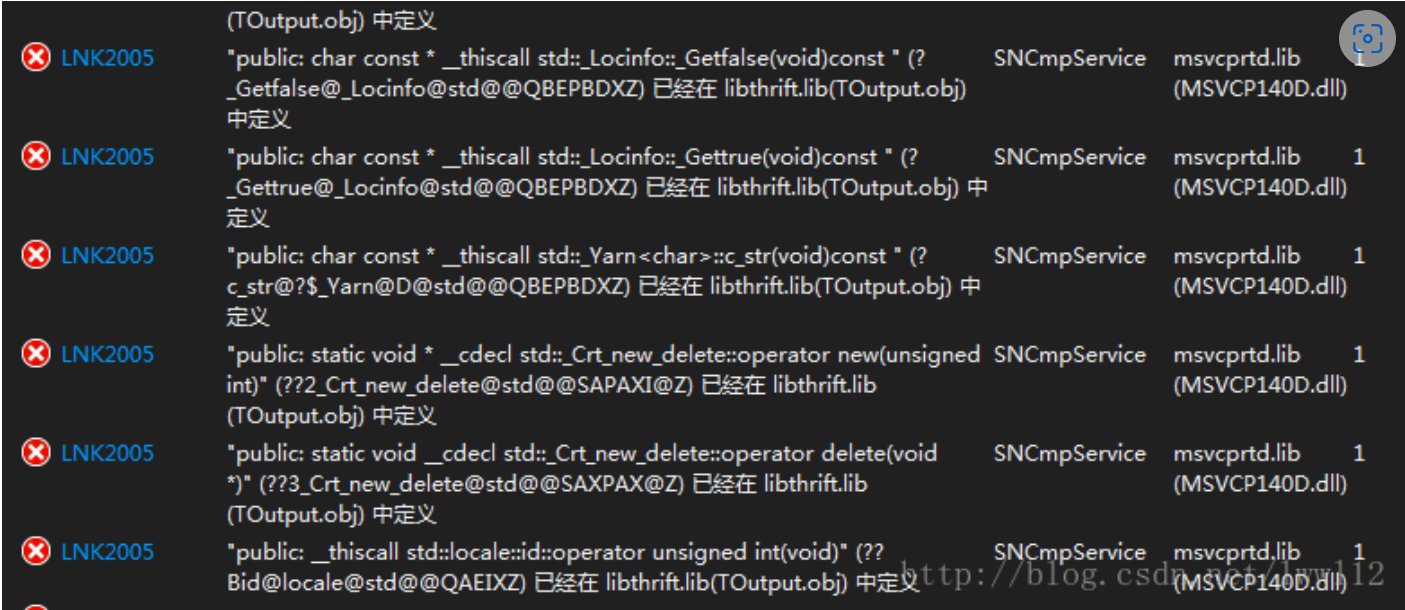 (TOutput.obj) 中定义
LNK2005 "public: char const * __thiscall std::_Locinfo::_Getfalse(void)const " (? SNCmpService msvcprtd.lib 1
_Getfalse@_Locinfo@std@@QBEPBDXZ) 已经在 libthrift.lib(TOutput.obj) (MSVCP140D.dll)
中定义
LNK2005 "public: char const * __thiscall std::_Locinfo::_Gettrue(void)const " (? SNCmpService msvcprtd.lib 1
_Gettrue@_Locinfo@std@@QBEPBDXZ) 已经在 libthrift.lib(TOutput.obj) 中 (MSVCP140D.dll)
定义
LNK2005 "public: char const * __thiscall std::_Yarn<char>::c_str(void)const " (? SNCmpService msvcprtd.lib 1
c_str@?$_Yarn@D@std@@QBEPBDXZ) 已经在 libthrift.lib(TOutput.obj) 中 (MSVCP140D.dll)
定义
LNK2005 "public: static void * __cdecl std::_Crt_new_delete::operator new(unsigned SNCmpService msvcprtd.lib 1
int)" (??2_Crt_new_delete@std@@SAPAXI@Z) 已经在 libthrift.lib (MSVCP140D.dll)
(TOutput.obj) 中定义
LNK2005 "public: static void __cdecl std::_Crt_new_delete::operator delete(void SNCmpService msvcprtd.lib 1
*)" (??3_Crt_new_delete@std@@SAXPAX@Z) 已经在 libthrift.lib (MSVCP140D.dll)
(TOutput.obj) 中定义
LNK2005 "public: __thiscall std::locale::id::operator unsigned int(void)" (?? SNCmpService msvcprtd.lib 1
Bid@locale@std@@QAEIXZ) 已经在 libthrift.lib(TOutput.obj) 中定义 (MSVCP140D.dll)
http://blog.csdn.net/